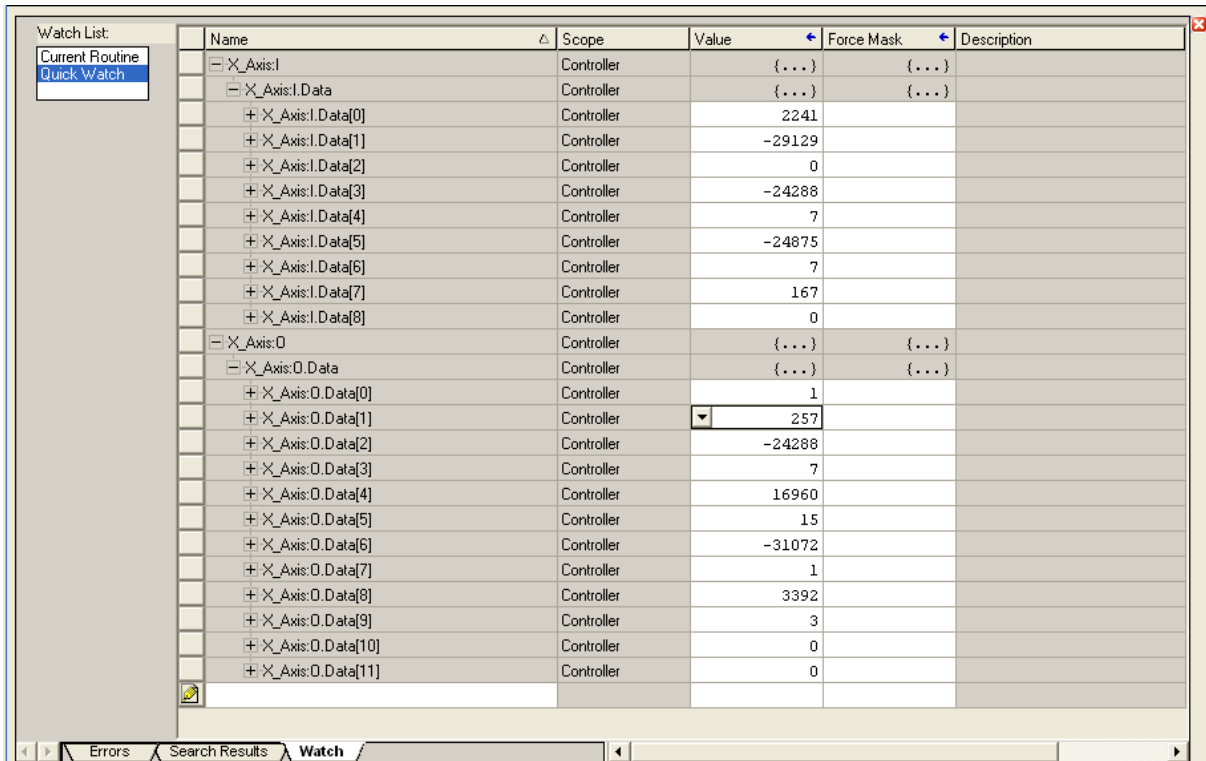 Watch List:
Current Routine
Quick Watch
Name Scope Value Force Mask Description
X_Axis:I Controller {...} {...}
X_Axis:I.Data Controller {...} {...}
X_Axis:I.Data[0] Controller 2241
X_Axis:I.Data[1] Controller -29129
X_Axis:I.Data[2] Controller 0
X_Axis:I.Data[3] Controller -24288
X_Axis:I.Data[4] Controller 7
X_Axis:I.Data[5] Controller -24875
X_Axis:I.Data[6] Controller 7
X_Axis:I.Data[7] Controller 167
X_Axis:I.Data[8] Controller 0
X_Axis:O Controller {...} {...}
X_Axis:O.Data Controller {...} {...}
X_Axis:O.Data[0] Controller 1
X_Axis:O.Data[1] Controller 257
X_Axis:O.Data[2] Controller -24288
X_Axis:O.Data[3] Controller 7
X_Axis:O.Data[4] Controller 16960
X_Axis:O.Data[5] Controller 15
X_Axis:O.Data[6] Controller -31072
X_Axis:O.Data[7] Controller 1
X_Axis:O.Data[8] Controller 3392
X_Axis:O.Data[9] Controller 3
X_Axis:O.Data[10] Controller 0
X_Axis:O.Data[11] Controller 0
Errors Search Results Watch